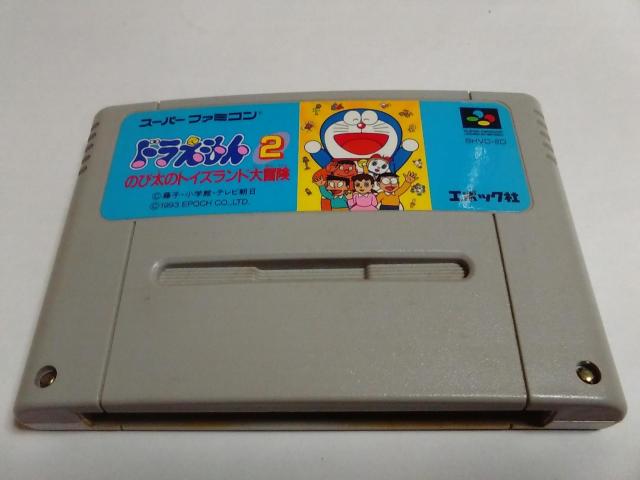 スーパーファミコン
ドラえもん2
のび太のトイズランド大冒険
©藤子・小学館・テレビ朝日
©1993 EPOCH CO.,LTD.
SHVC-6D
エポック社